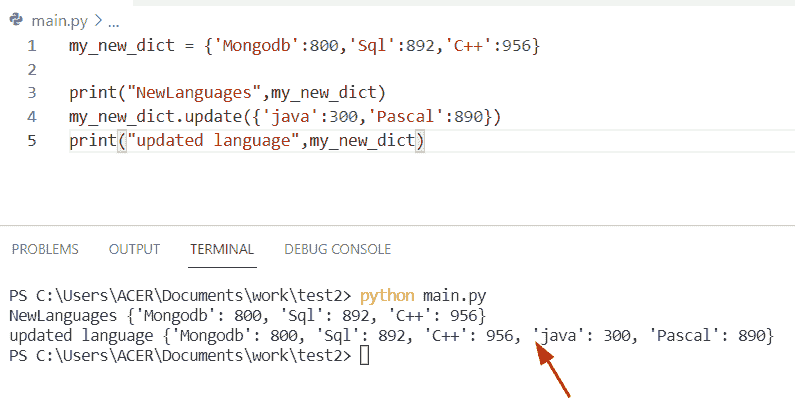 main.py > ...
1 my_new_dict = {'Mongodb':800,'Sql':892,'C++':956}
2
3 print("NewLanguages",my_new_dict)
4 my_new_dict.update({'java':300,'Pascal':890})
5 print("updated language",my_new_dict)
PROBLEMS OUTPUT TERMINAL DEBUG CONSOLE
PS C:\Users\ACER\Documents\work\test2> python main.py
NewLanguages {'Mongodb': 800, 'Sql': 892, 'C++': 956}
updated language {'Mongodb': 800, 'Sql': 892, 'C++': 956, 'java': 300, 'Pascal': 890}
PS C:\Users\ACER\Documents\work\test2>